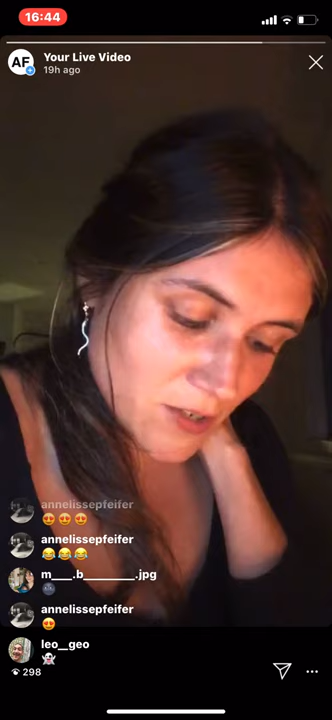 16:44
AF
Your Live Video
19h ago
annelissepfeifer
😍😍😍
annelissepfeifer
😂😂😂
m___.b________.jpg
🌚
annelissepfeifer
😍
leo__geo
👻
298